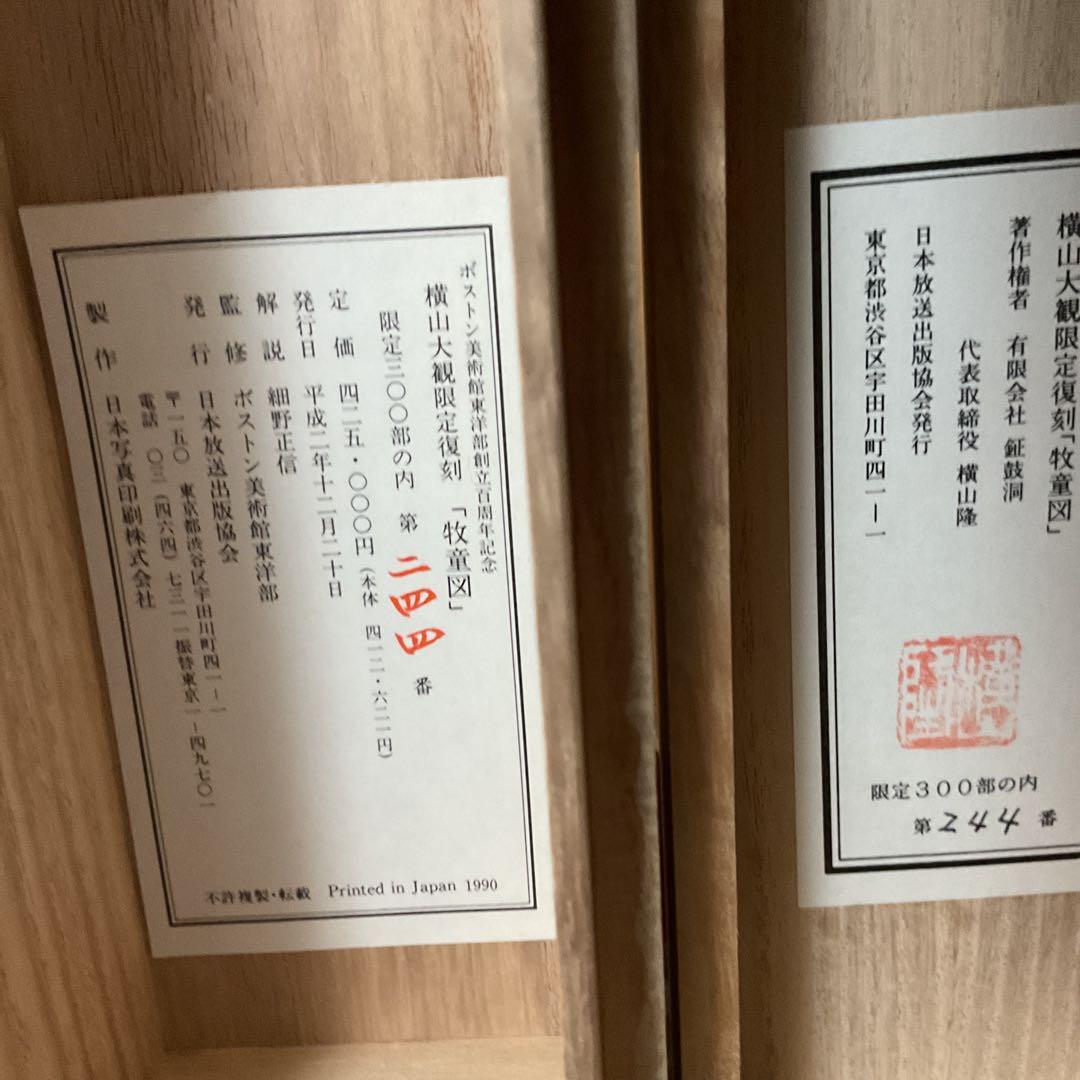 ボストン美術館東洋部創立百周年記念
横山大観限定復刻「牧童図」
限定三〇〇部の内 第 二四四 番
定 価 四二五・〇〇〇円（本体 四一二・六二一円）
発行日 平成二年十二月二十日
解 説 細野正信
監 修 ボストン美術館東洋部
発 行 日本放送出版協会
〒一五〇 東京都渋谷区宇田川町四一−一
電話 〇三（四六四）七三一一 振替東京一−四九七〇一
製 作 日本写真印刷株式会社
不許複製・転載 Printed in Japan 1990
横山大観限定復刻「牧童図」
著作権者 有限会社 鉦鼓洞
代表取締役 横山隆
日本放送出版協会発行
東京都渋谷区宇田川町四一−一
限定300部の内
第 244 番